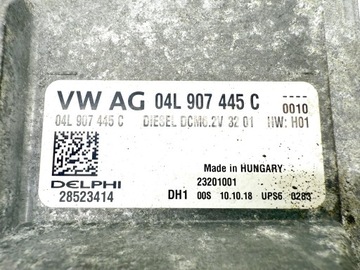 VW AG 04L 907 445 C 0010
04L 907 445 C DIESEL DCM6.2V 32 01 HW: H01
Made in HUNGARY
23201001
DELPHI
28523414
DH1 00S 10.10.18 UPS6 0283